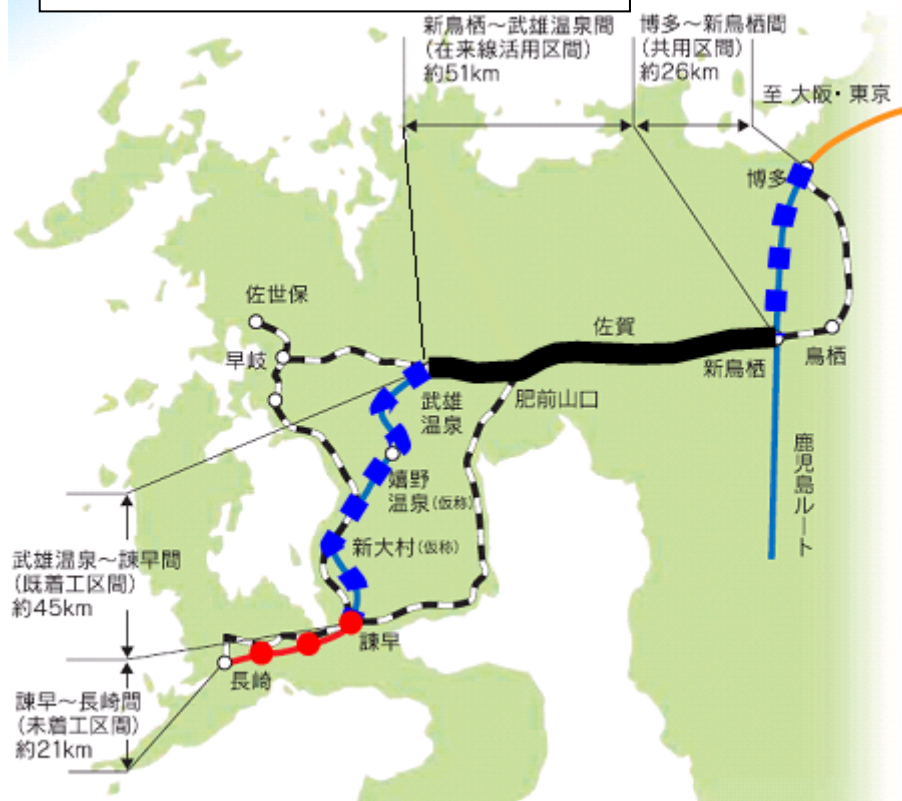 新鳥栖～武雄温泉間
(在来線活用区間)
約51km
博多～新鳥栖間
(共用区間)
約26km
至 大阪・東京
博多
佐世保
早岐
佐賀
新鳥栖
鳥栖
武雄
温泉
肥前山口
嬉野
温泉(仮称)
鹿児島ルート
新大村(仮称)
武雄温泉～諫早間
(既着工区間)
約45km
諫早
長崎
諫早～長崎間
(未着工区間)
約21km